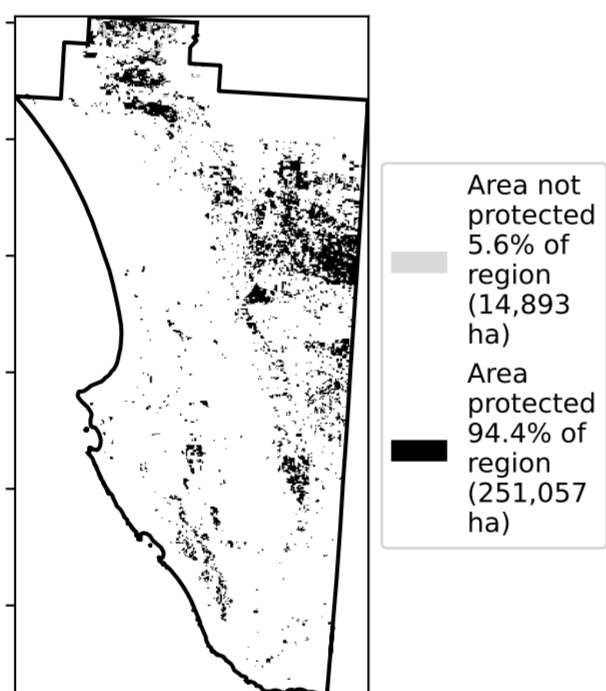 Area not
protected
5.6% of
region
(14,893
ha)
Area
protected
94.4% of
region
(251,057
ha)